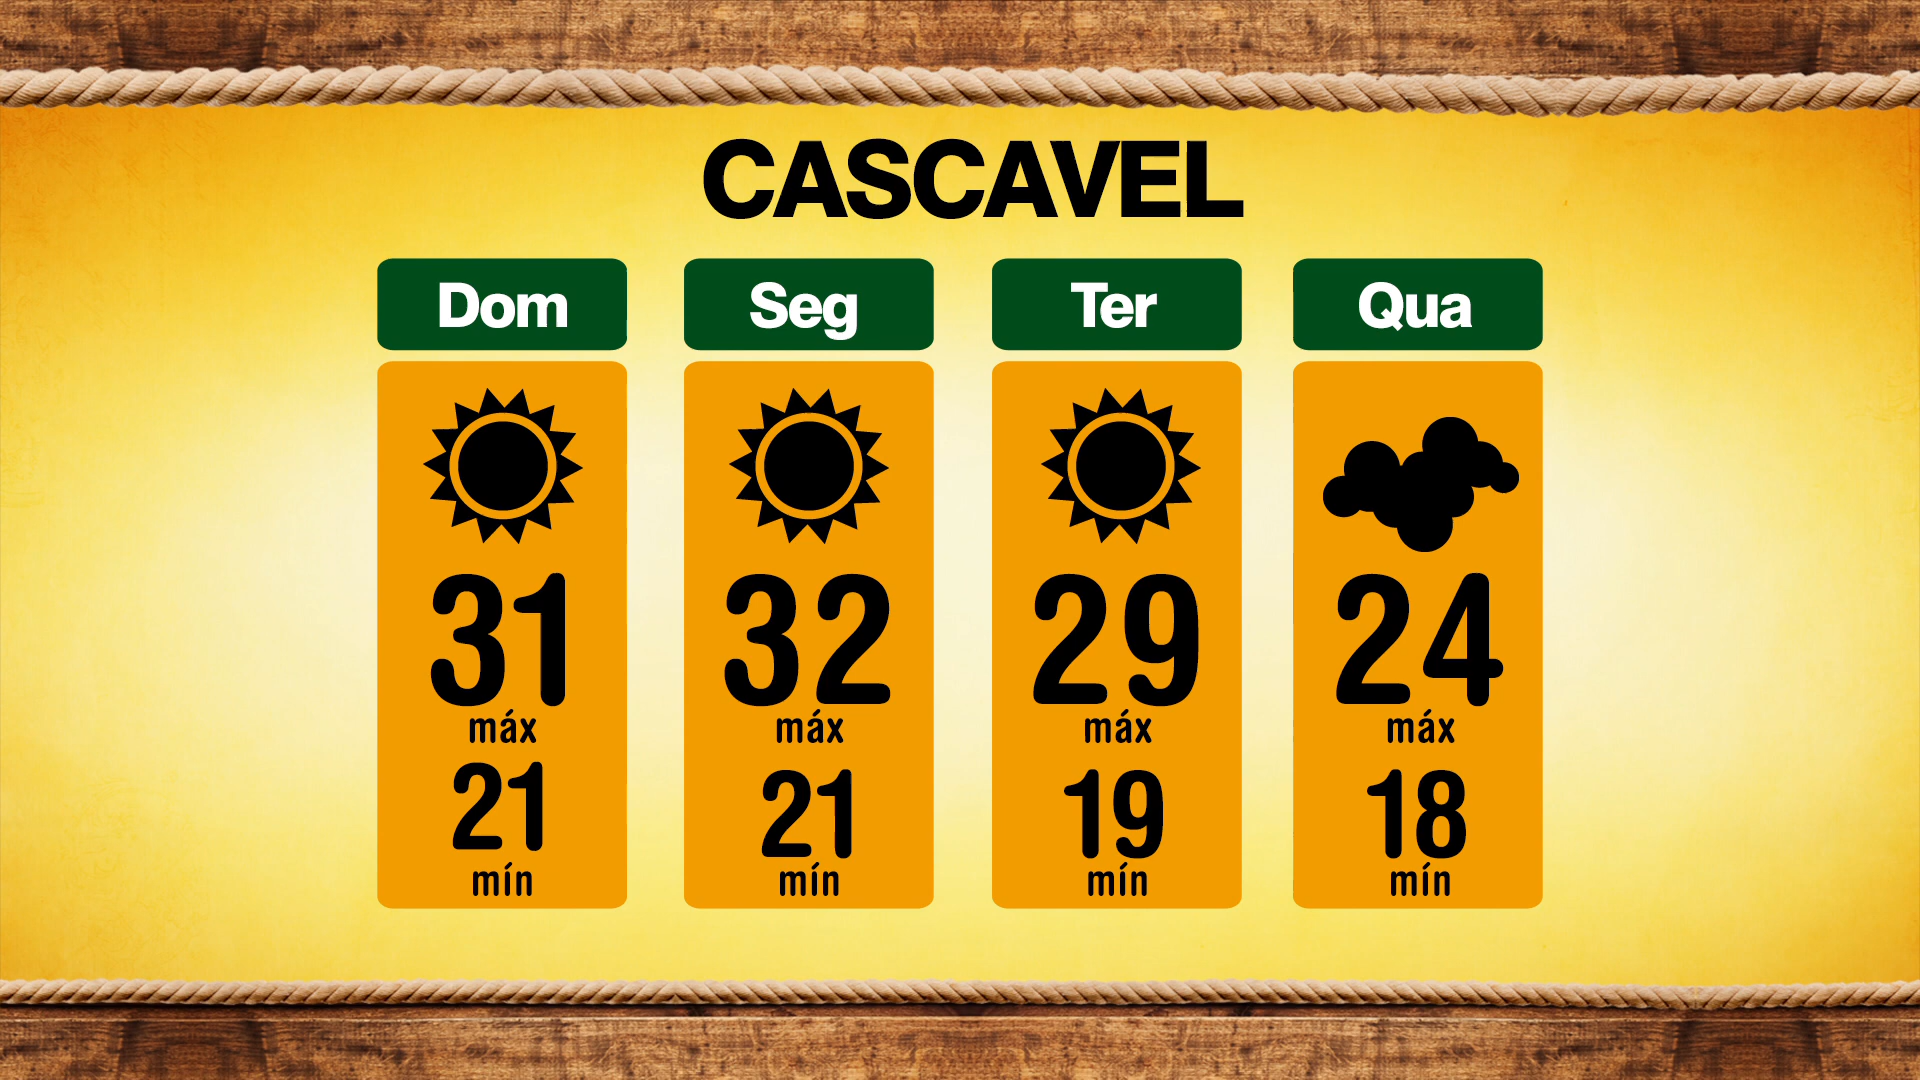 CASCAVEL
Dom Seg Ter Qua
31 32 29 24
máx máx máx máx
21 21 19 18
mín mín mín mín